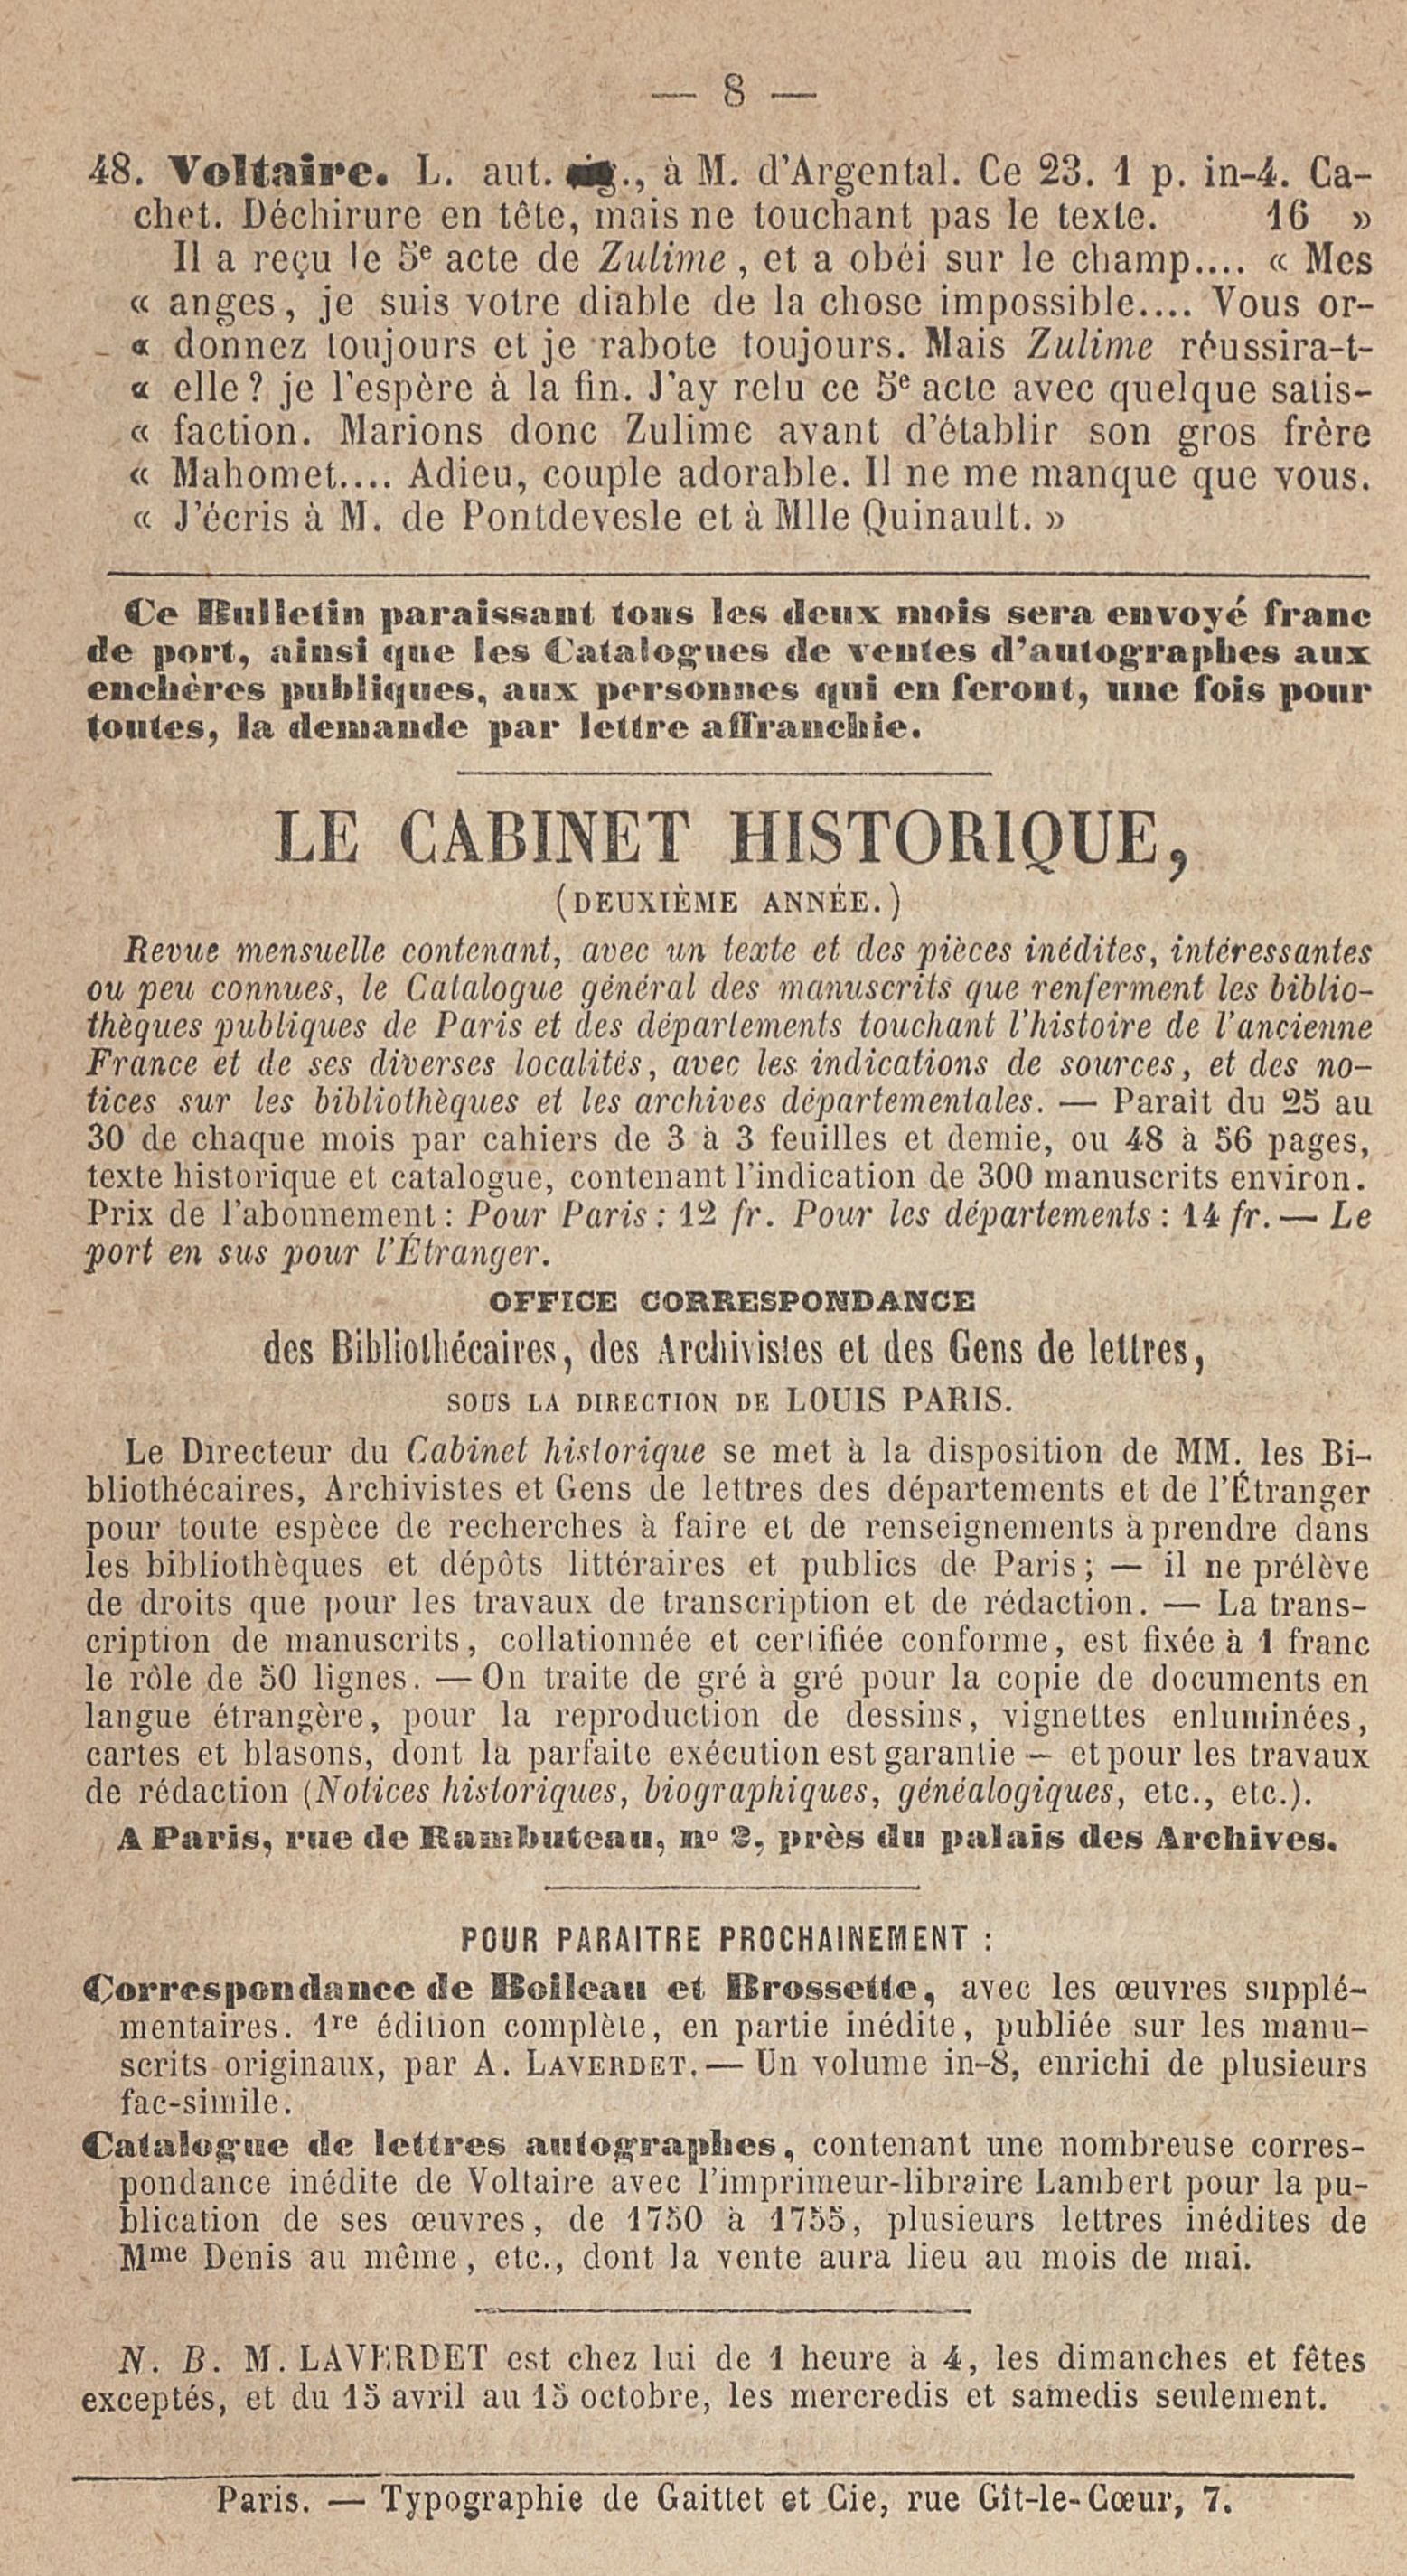 — 8 —
48. Voltaire. L. aut. sig., à M. d'Argental. Ce 23. 1 p. in-4. Ca-
chet. Déchirure en tête, mais ne touchant pas le texte. 16 »
Il a reçu le 5e acte de Zulime, et a obéi sur le champ.... « Mes
« anges, je suis votre diable de la chose impossible.... Vous or-
« donnez toujours et je rabote toujours. Mais Zulime réussira-t-
« elle ? je l'espère à la fin. J'ay relu ce 5e acte avec quelque satis-
« faction. Marions donc Zulime avant d'établir son gros frère
« Mahomet.... Adieu, couple adorable. Il ne me manque que vous.
« J'écris à M. de Pontdevesle et à Mlle Quinault. »
Ce Bulletin paraissant tous les deux mois sera envoyé franc
de port, ainsi que les Catalogues de ventes d'autographes aux
enchères publiques, aux personnes qui en feront, une fois pour
toutes, la demande par lettre affranchie.
LE CABINET HISTORIQUE,
(DEUXIÈME ANNÉE.)
Revue mensuelle contenant, avec un texte et des pièces inédites, intéressantes
ou peu connues, le Catalogue général des manuscrits que renferment les biblio-
thèques publiques de Paris et des départements touchant l'histoire de l'ancienne
France et de ses diverses localités, avec les indications de sources, et des no-
tices sur les bibliothèques et les archives départementales. — Paraît du 25 au
30 de chaque mois par cahiers de 3 à 3 feuilles et demie, ou 48 à 56 pages,
texte historique et catalogue, contenant l'indication de 300 manuscrits environ.
Prix de l'abonnement : Pour Paris : 12 fr. Pour les départements : 14 fr. — Le
port en sus pour l'Étranger.
OFFICE CORRESPONDANCE
des Bibliothécaires, des Archivistes et des Gens de lettres,
SOUS LA DIRECTION DE LOUIS PARIS.
Le Directeur du Cabinet historique se met à la disposition de MM. les Bi-
bliothécaires, Archivistes et Gens de lettres des départements et de l'Étranger
pour toute espèce de recherches à faire et de renseignements à prendre dans
les bibliothèques et dépôts littéraires et publics de Paris ; — il ne prélève
de droits que pour les travaux de transcription et de rédaction. — La trans-
cription de manuscrits, collationnée et certifiée conforme, est fixée à 1 franc
le rôle de 50 lignes. — On traite de gré à gré pour la copie de documents en
langue étrangère, pour la reproduction de dessins, vignettes enluminées,
cartes et blasons, dont la parfaite exécution est garantie — et pour les travaux
de rédaction (Notices historiques, biographiques, généalogiques, etc., etc.).
A Paris, rue de Rambuteau, no 2, près du palais des Archives.
POUR PARAITRE PROCHAINEMENT :
Correspondance de Boileau et Brossette, avec les œuvres supplé-
mentaires. 1re édition complète, en partie inédite, publiée sur les manu-
scrits originaux, par A. LAVERDET. — Un volume in-8, enrichi de plusieurs
fac-simile.
Catalogue de lettres autographes, contenant une nombreuse corres-
pondance inédite de Voltaire avec l'imprimeur-libraire Lambert pour la pu-
blication de ses œuvres, de 1750 à 1755, plusieurs lettres inédites de
Mme Denis au même, etc., dont la vente aura lieu au mois de mai.
N. B. M. LAVERDET est chez lui de 1 heure à 4, les dimanches et fêtes
exceptés, et du 15 avril au 15 octobre, les mercredis et samedis seulement.
Paris. — Typographie de Gaittet et Cie, rue Gît-le-Cœur, 7.